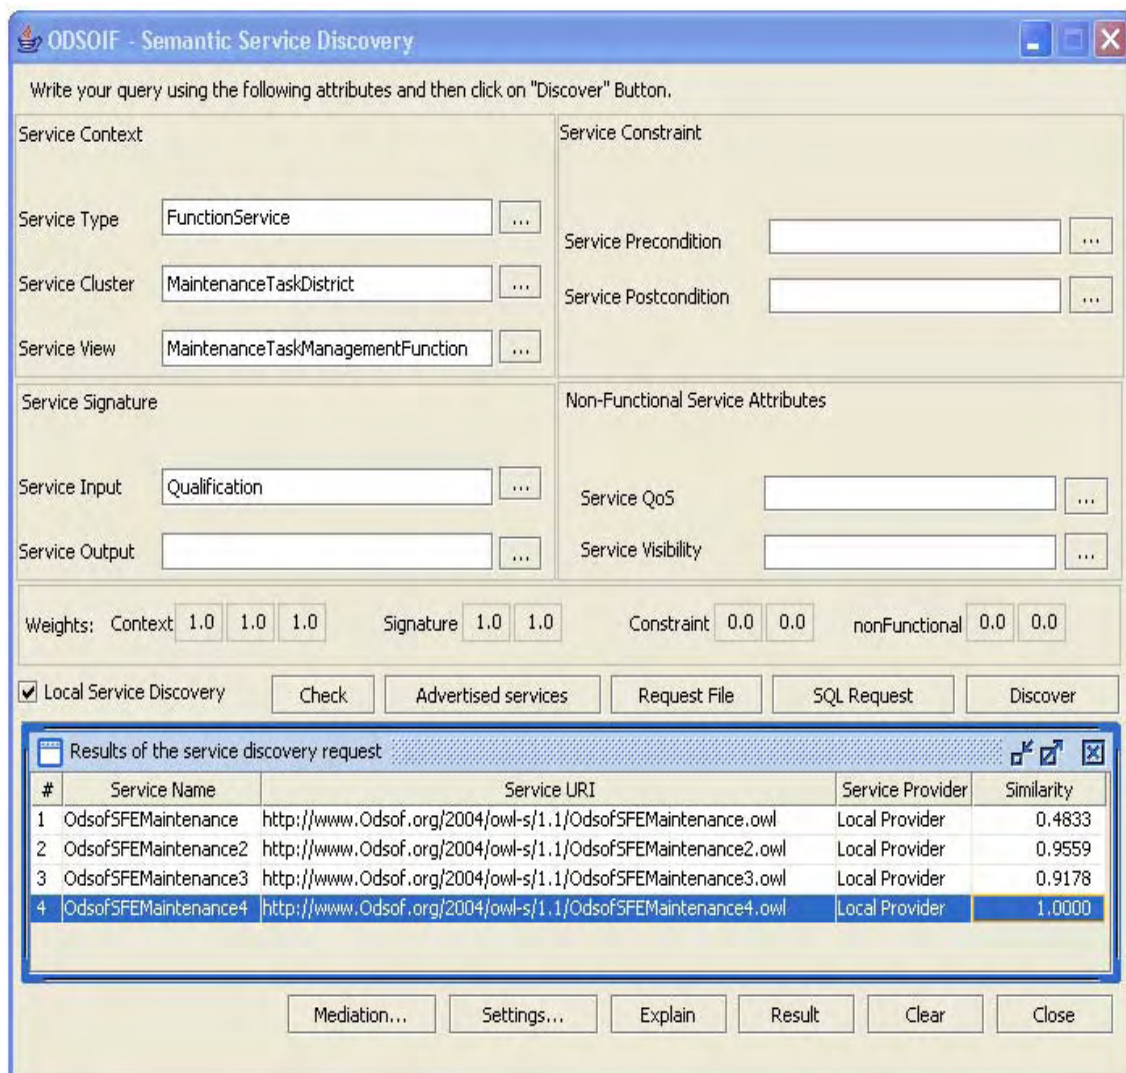 ODSOIF - Semantic Service Discovery
Write your query using the following attributes and then click on "Discover" Button.
Service Context
Service Type FunctionService ...
Service Cluster MaintenanceTaskDistrict ...
Service View MaintenanceTaskManagementFunction ...
Service Constraint
Service Precondition ...
Service Postcondition ...
Service Signature
Service Input Qualification ...
Service Output ...
Non-Functional Service Attributes
Service QoS ...
Service Visibility ...
Weights: Context 1.0 1.0 1.0 Signature 1.0 1.0 Constraint 0.0 0.0 nonFunctional 0.0 0.0
Local Service Discovery Check Advertised services Request File SQL Request Discover
Results of the service discovery request
# Service Name Service URI Service Provider Similarity
1 OdsofSFEMaintenance http://www.Odsof.org/2004/owl-s/1.1/OdsofSFEMaintenance.owl Local Provider 0.4833
2 OdsofSFEMaintenance2 http://www.Odsof.org/2004/owl-s/1.1/OdsofSFEMaintenance2.owl Local Provider 0.9559
3 OdsofSFEMaintenance3 http://www.Odsof.org/2004/owl-s/1.1/OdsofSFEMaintenance3.owl Local Provider 0.9178
4 OdsofSFEMaintenance4 http://www.Odsof.org/2004/owl-s/1.1/OdsofSFEMaintenance4.owl Local Provider 1.0000
Mediation... Settings... Explain Result Clear Close